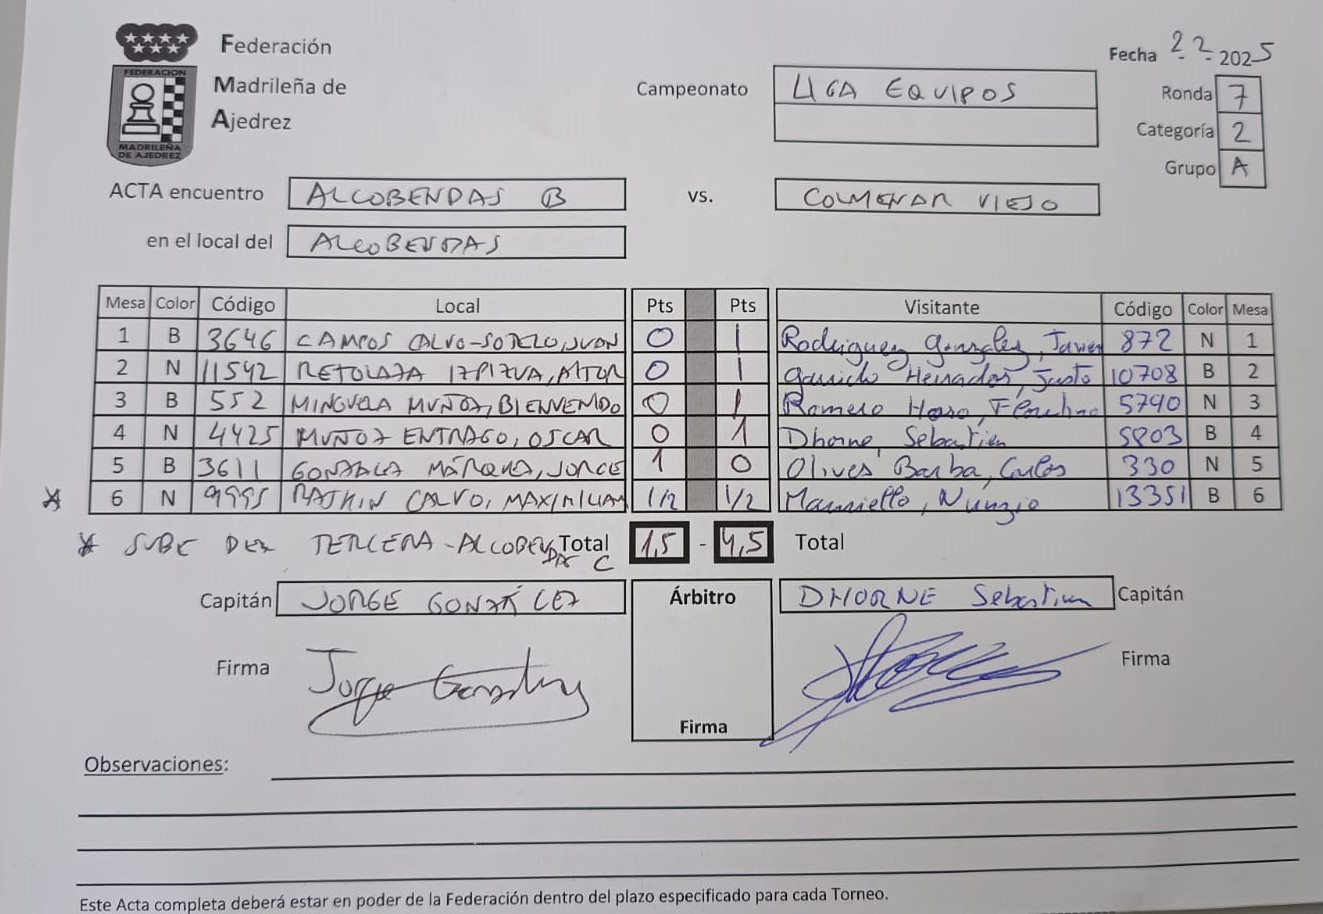 Federación
Madrileña de
Ajedrez
FEDERACION
MADRILEÑA
DE AJEDREZ
Fecha 22-2-2025
Campeonato LIGA EQUIPOS
Ronda 7
Categoría 2
Grupo A
ACTA encuentro ALCOBENDAS B vs. COLMENAR VIEJO
en el local del ALCOBENDAS
Mesa Color Código Local Pts Pts Visitante Código Color Mesa
1 B 3646 CAMPOS CALVO-SOTELO, JUAN 0 1 Rodriguez Gonzalez, Javier 872 N 1
2 N 11542 RETOLAZA IZPIZUA, AITOR 0 1 Garrido Heinados, Justo 10708 B 2
3 B 552 MINGUELA MUÑOZ, BIENVENIDO 0 1 Romero 5790 N 3
4 N 4425 MUÑOZ ENTRAGO, OSCAR 0 1 Dhorne, Sebastien 5803 B 4
5 B 3611 GONZALEZ MÁRQUEZ, JORGE 1 0 Olives Barba, Carlos 330 N 5
* 6 N 9995 CALVO, MAXIMILIAN 1/2 1/2 Manniello, Nunzio 13351 B 6
* SUBE DEL TERCERA - ALCOBENDAS C Total 1,5 - 4,5 Total
Capitán JORGE GONZÁLEZ Árbitro DHORNE Sebastien Capitán
Firma Jorge González Firma
Firma
Observaciones:
Este Acta completa deberá estar en poder de la Federación dentro del plazo especificado para cada Torneo.